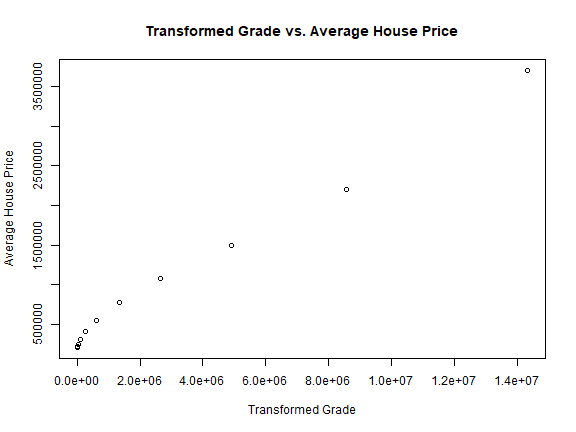 Transformed Grade vs. Average House Price
Average House Price
3500000
2500000
1500000
500000
0.0e+00 2.0e+06 4.0e+06 6.0e+06 8.0e+06 1.0e+07 1.2e+07 1.4e+07
Transformed Grade